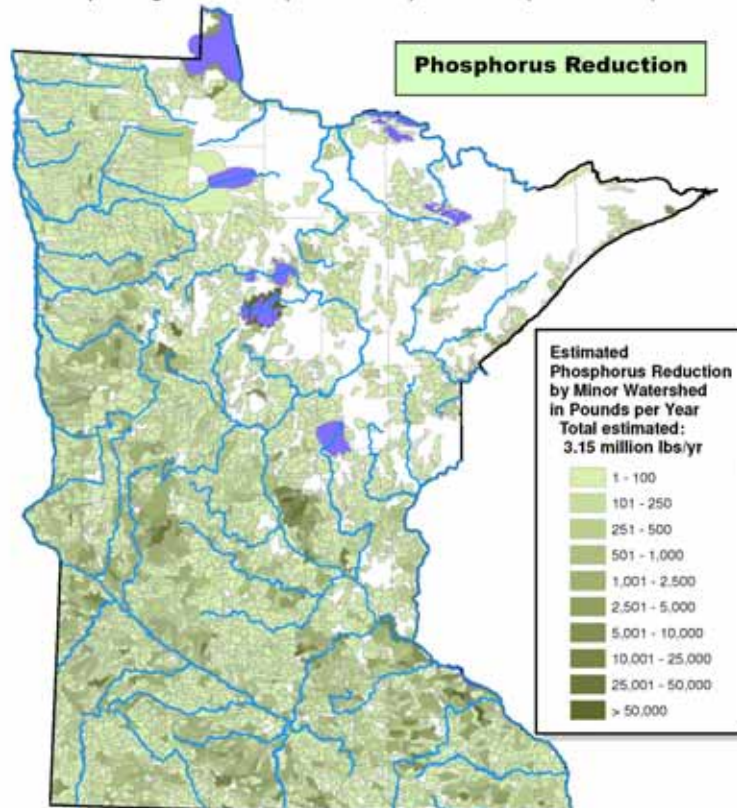 Phosphorus Reduction
Estimated
Phosphorus Reduction
by Minor Watershed
in Pounds per Year
Total estimated:
3.15 million lbs/yr
1 - 100
101 - 250
251 - 500
501 - 1,000
1,001 - 2,500
2,501 - 5,000
5,001 - 10,000
10,001 - 25,000
25,001 - 50,000
> 50,000